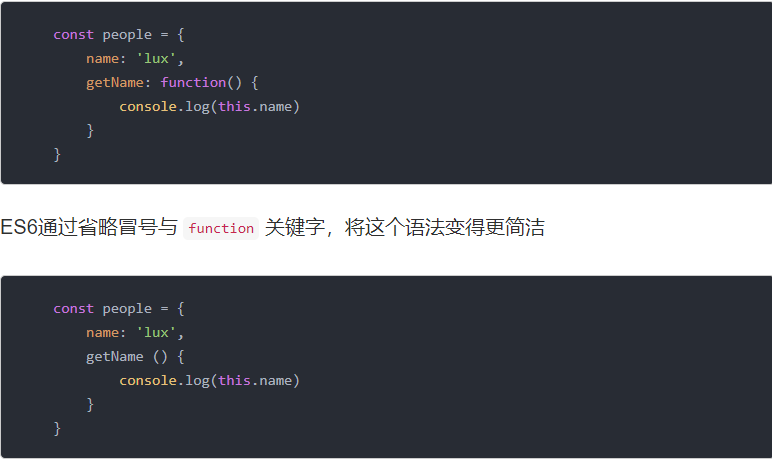 const people = {
    name: 'lux',
    getName: function() {
        console.log(this.name)
    }
}
ES6通过省略冒号与 function 关键字，将这个语法变得更简洁
const people = {
    name: 'lux',
    getName () {
        console.log(this.name)
    }
}